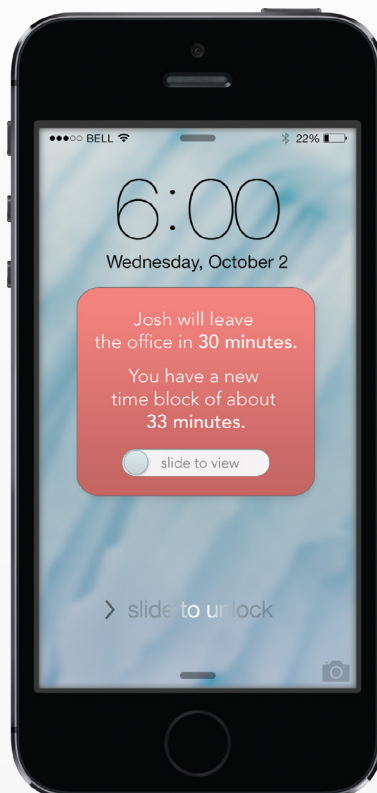 BELL 22%
6:00
Wednesday, October 2
Josh will leave
the office in 30 minutes.
You have a new
time block of about
33 minutes.
slide to view
> slide to unlock